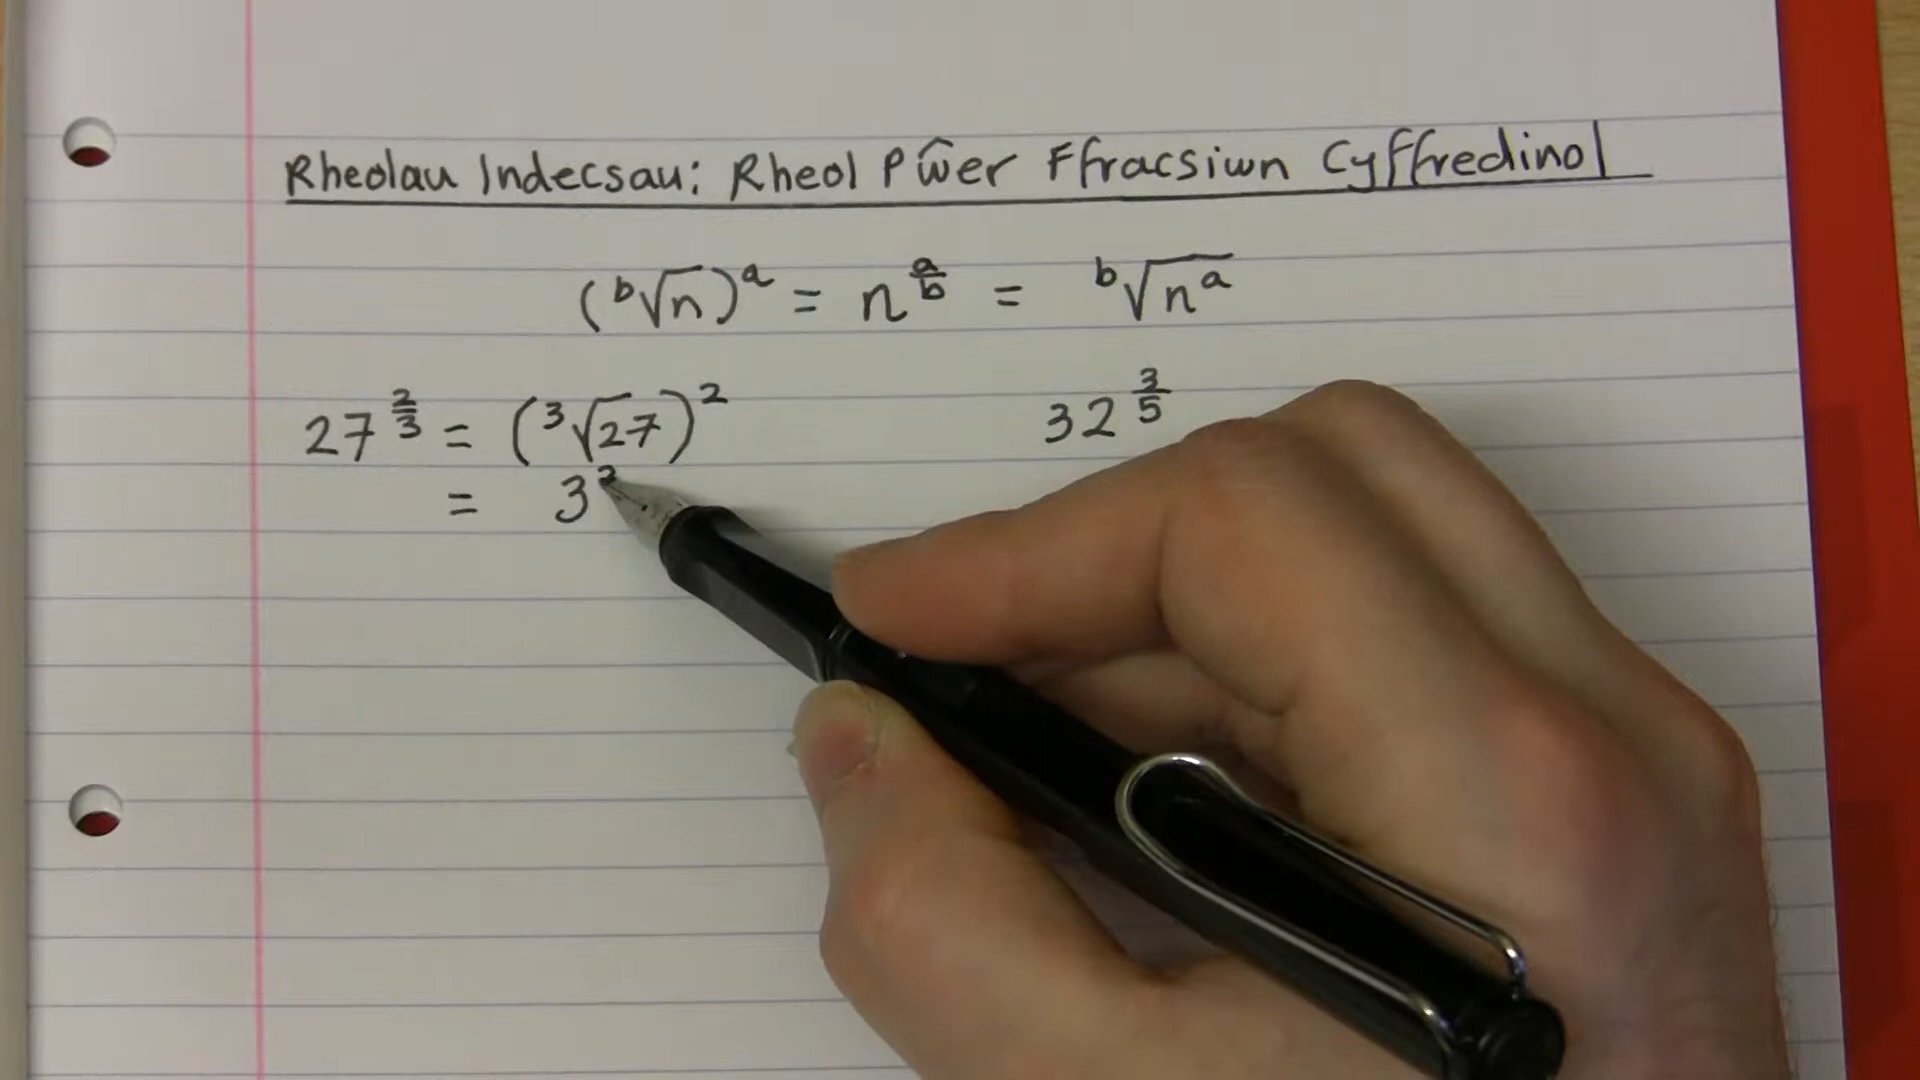 Rheolau Indecsau: Rheol Pŵer Ffracsiwn Cyffredinol
(ᵇ√n)ᵃ = n^(a/b) = ᵇ√(nᵃ)
27^(2/3) = (³√27)² 32^(3/5)
= 3²